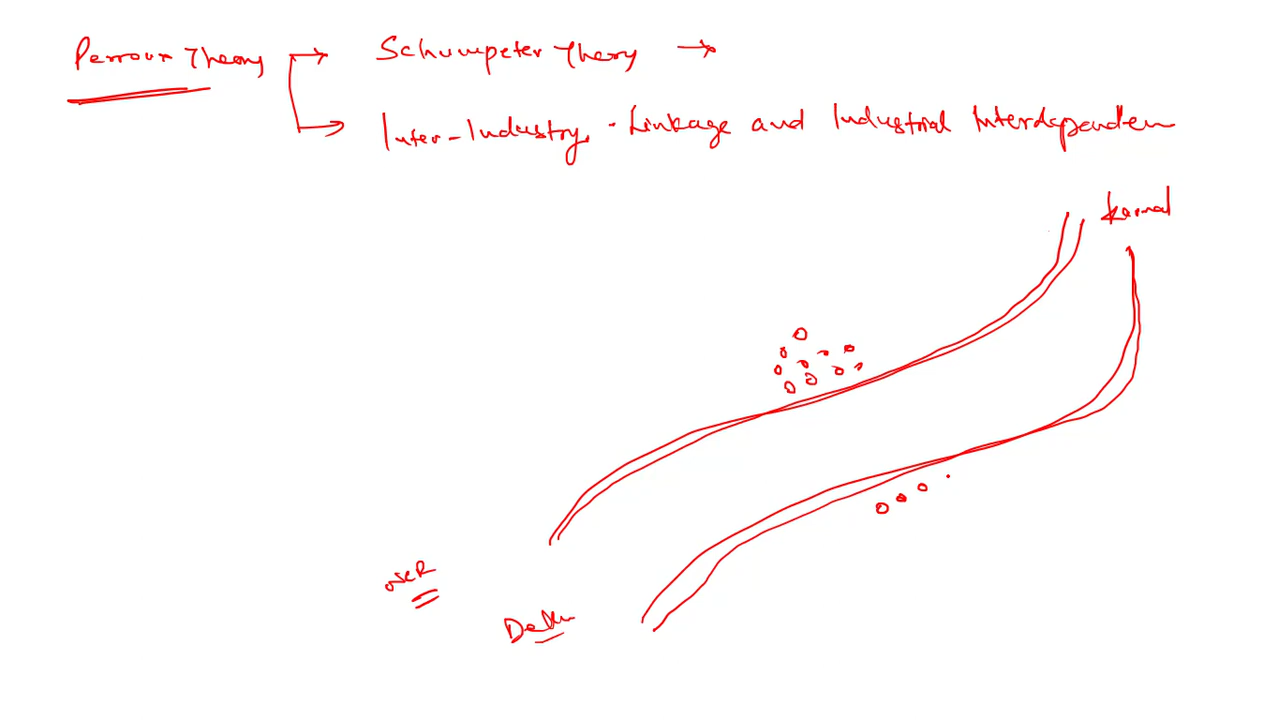 Perroux Theory → Schumpeter Theory →
→ Inter-Industry - Linkage and Industrial Interdependen
Karnal
NCR
Delhi